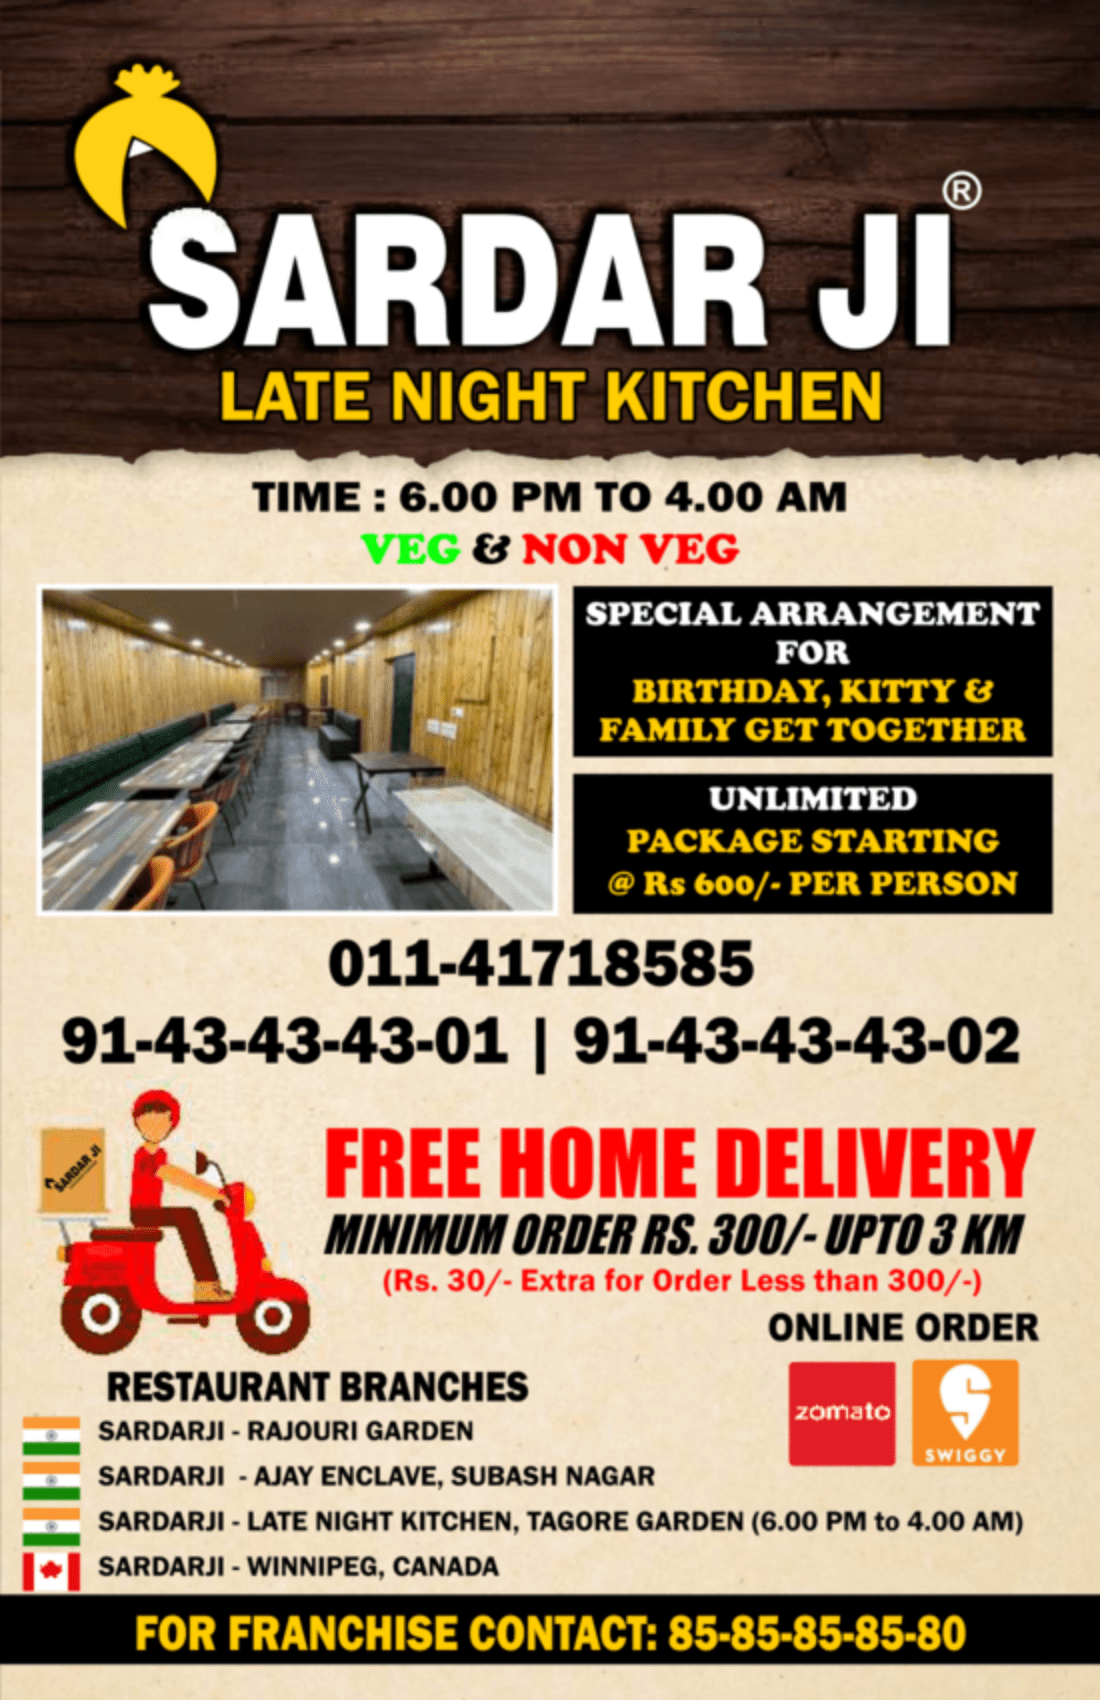 SARDAR JI®
LATE NIGHT KITCHEN
TIME : 6.00 PM TO 4.00 AM
VEG & NON VEG
SPECIAL ARRANGEMENT
FOR
BIRTHDAY, KITTY &
FAMILY GET TOGETHER
UNLIMITED
PACKAGE STARTING
@ Rs 600/- PER PERSON
011-41718585
91-43-43-43-01 | 91-43-43-43-02
SARDAR JI
FREE HOME DELIVERY
MINIMUM ORDER RS. 300/- UPTO 3 KM
(Rs. 30/- Extra for Order Less than 300/-)
ONLINE ORDER
zomato
SWIGGY
RESTAURANT BRANCHES
SARDARJI - RAJOURI GARDEN
SARDARJI - AJAY ENCLAVE, SUBASH NAGAR
SARDARJI - LATE NIGHT KITCHEN, TAGORE GARDEN (6.00 PM to 4.00 AM)
SARDARJI - WINNIPEG, CANADA
FOR FRANCHISE CONTACT: 85-85-85-85-80